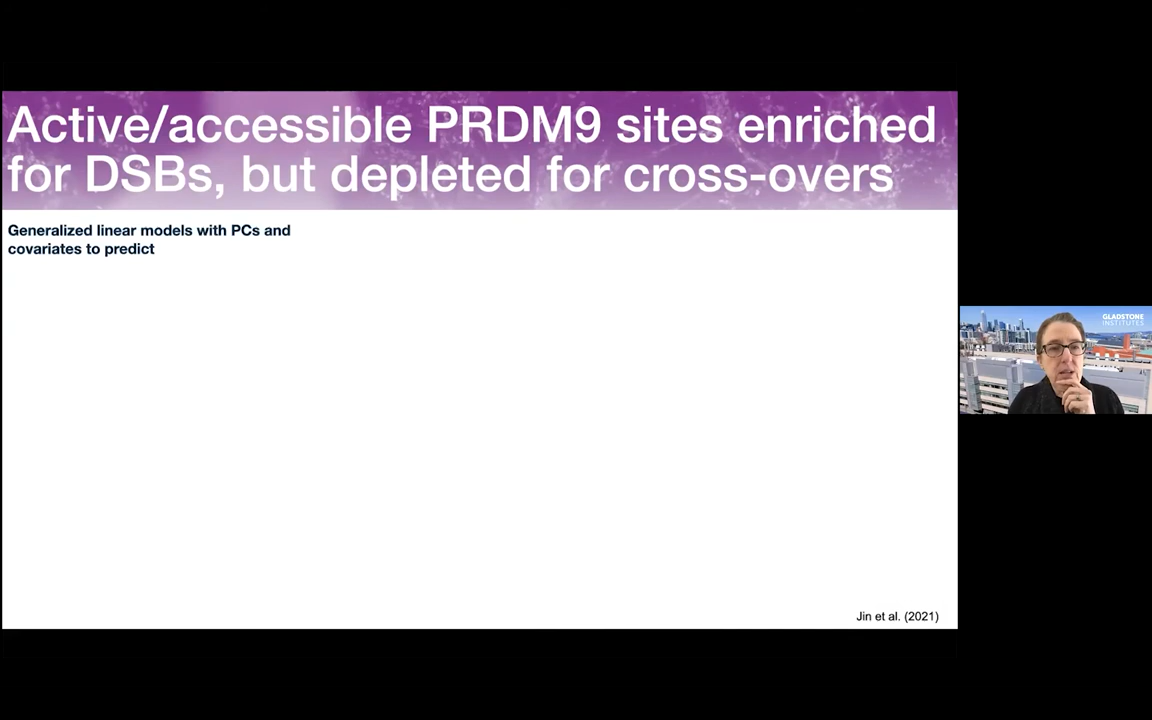 Active/accessible PRDM9 sites enriched
for DSBs, but depleted for cross-overs
Generalized linear models with PCs and
covariates to predict
GLADSTONE
INSTITUTES
Jin et al. (2021)